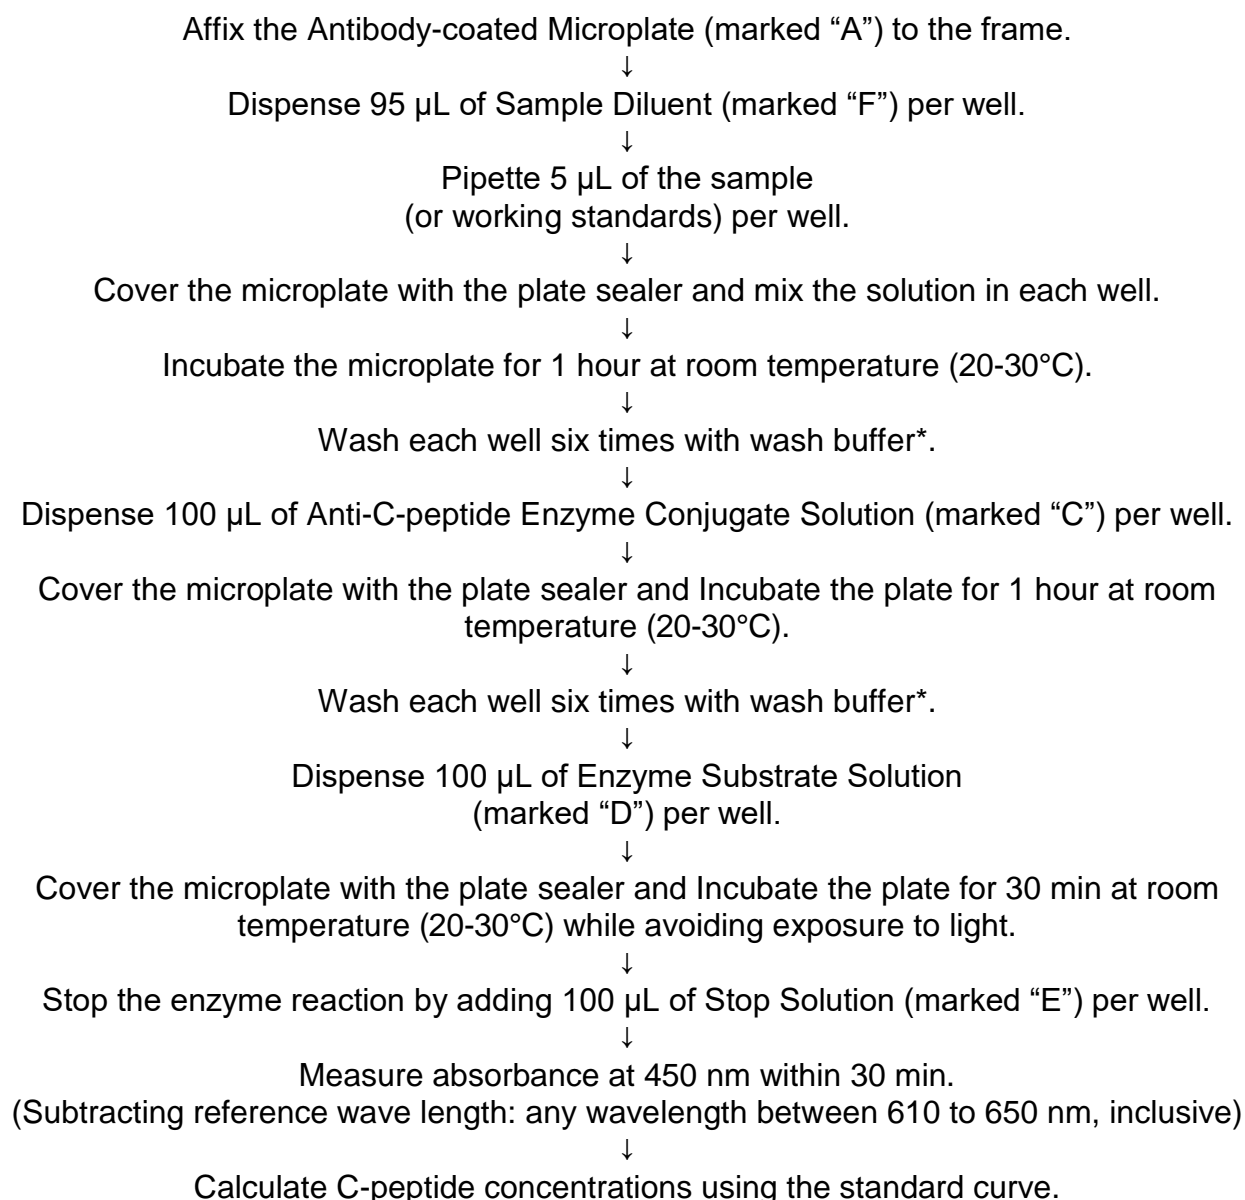 Affix the Antibody-coated Microplate (marked “A”) to the frame.
↓
Dispense 95 µL of Sample Diluent (marked “F”) per well.
↓
Pipette 5 µL of the sample
(or working standards) per well.
↓
Cover the microplate with the plate sealer and mix the solution in each well.
↓
Incubate the microplate for 1 hour at room temperature (20-30°C).
↓
Wash each well six times with wash buffer*.
↓
Dispense 100 µL of Anti-C-peptide Enzyme Conjugate Solution (marked “C”) per well.
↓
Cover the microplate with the plate sealer and Incubate the plate for 1 hour at room
temperature (20-30°C).
↓
Wash each well six times with wash buffer*.
↓
Dispense 100 µL of Enzyme Substrate Solution
(marked “D”) per well.
↓
Cover the microplate with the plate sealer and Incubate the plate for 30 min at room
temperature (20-30°C) while avoiding exposure to light.
↓
Stop the enzyme reaction by adding 100 µL of Stop Solution (marked “E”) per well.
↓
Measure absorbance at 450 nm within 30 min.
(Subtracting reference wave length: any wavelength between 610 to 650 nm, inclusive)
↓
Calculate C-peptide concentrations using the standard curve.